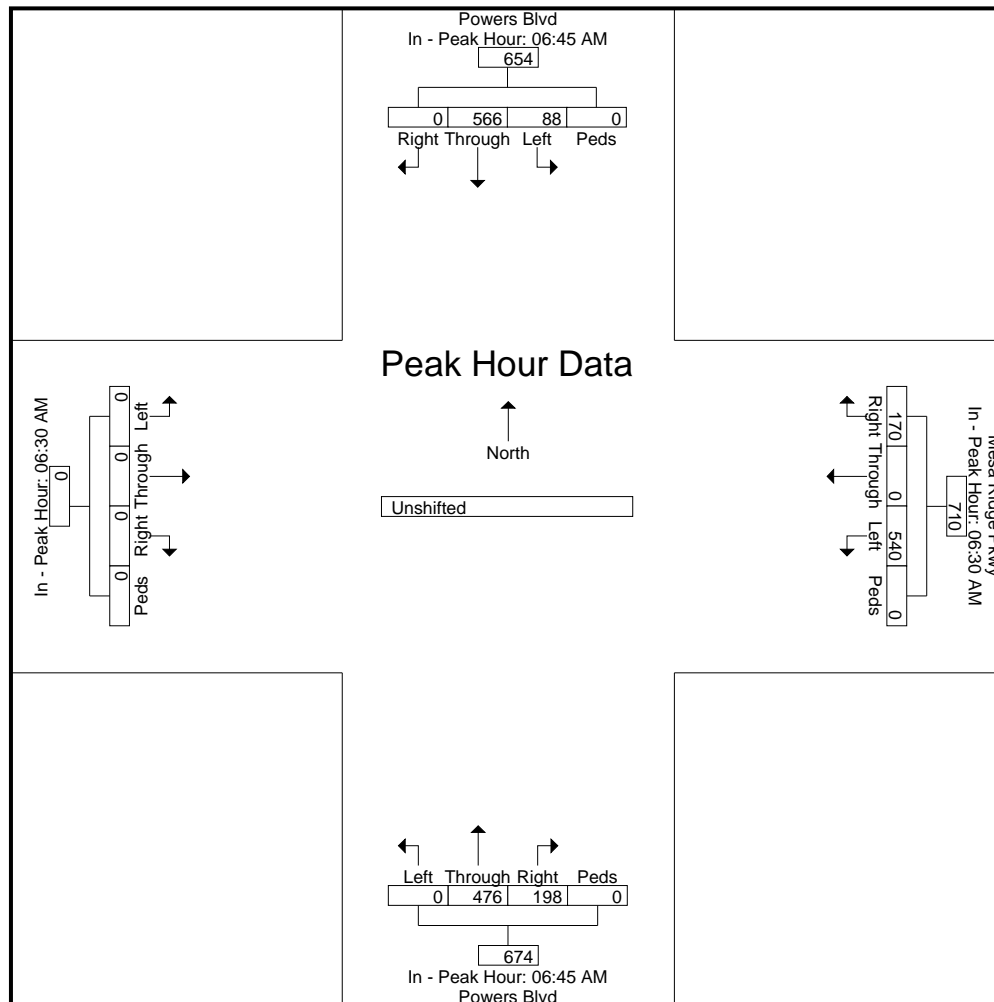 Powers Blvd
In - Peak Hour: 06:45 AM
654
0 566 88 0
Right Through Left Peds
Peak Hour Data
North
Unshifted
In - Peak Hour: 06:30 AM
0
0 0 0 0
Left Through Right Peds
Mesa Ridge Pkwy
In - Peak Hour: 06:30 AM
710
170 0 540 0
Right Through Left Peds
Left Through Right Peds
0 476 198 0
674
In - Peak Hour: 06:45 AM
Powers Blvd